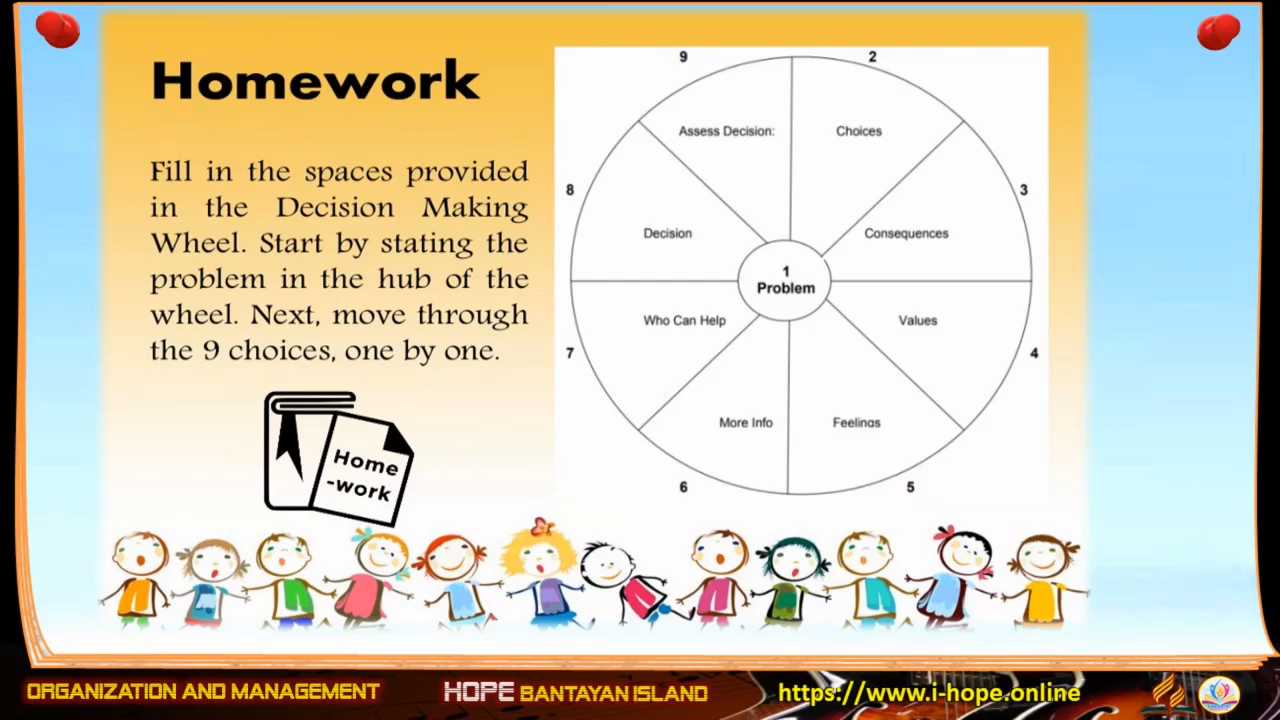 Homework
Fill in the spaces provided
in the Decision Making
Wheel. Start by stating the
problem in the hub of the
wheel. Next, move through
the 9 choices, one by one.
Home
-work
9
2
Assess Decision:
Choices
8
3
Decision
Consequences
1
Problem
Who Can Help
Values
7
4
More Info
Feelings
6
5
ORGANIZATION AND MANAGEMENT
HOPE BANTAYAN ISLAND
https://www.i-hope.online